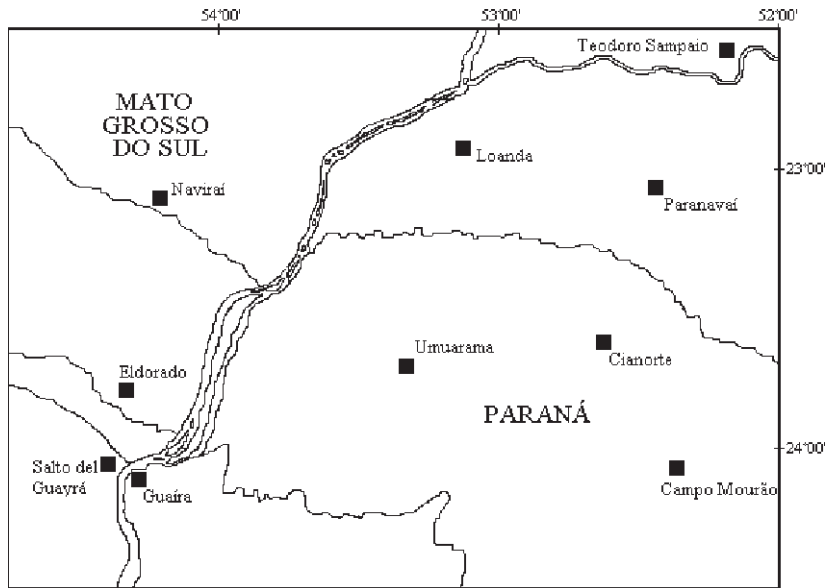 54°00'
53°00'
52°00'
Teodoro Sampaio
MATO
GROSSO
DO SUL
Loanda
23°00'
Naviraí
Paranavaí
Umuarama
Cianorte
Eldorado
PARANÁ
24°00'
Salto del
Guayrá
Guaíra
Campo Mourão